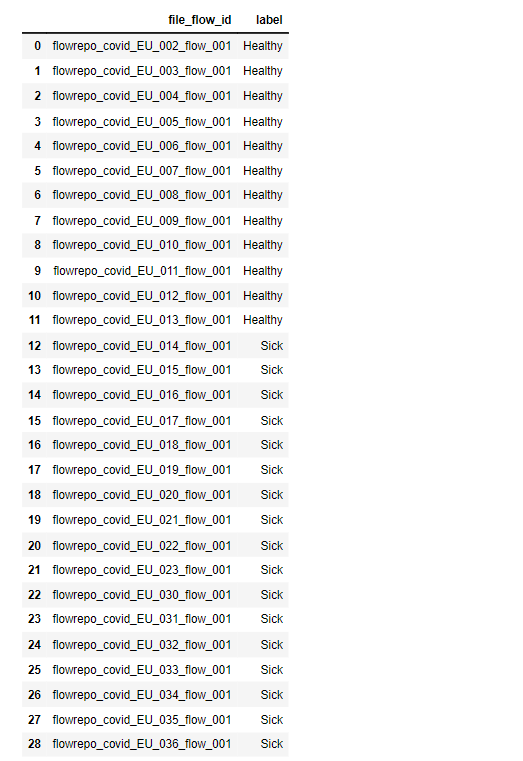 file_flow_id label
0 flowrepo_covid_EU_002_flow_001 Healthy
1 flowrepo_covid_EU_003_flow_001 Healthy
2 flowrepo_covid_EU_004_flow_001 Healthy
3 flowrepo_covid_EU_005_flow_001 Healthy
4 flowrepo_covid_EU_006_flow_001 Healthy
5 flowrepo_covid_EU_007_flow_001 Healthy
6 flowrepo_covid_EU_008_flow_001 Healthy
7 flowrepo_covid_EU_009_flow_001 Healthy
8 flowrepo_covid_EU_010_flow_001 Healthy
9 flowrepo_covid_EU_011_flow_001 Healthy
10 flowrepo_covid_EU_012_flow_001 Healthy
11 flowrepo_covid_EU_013_flow_001 Healthy
12 flowrepo_covid_EU_014_flow_001 Sick
13 flowrepo_covid_EU_015_flow_001 Sick
14 flowrepo_covid_EU_016_flow_001 Sick
15 flowrepo_covid_EU_017_flow_001 Sick
16 flowrepo_covid_EU_018_flow_001 Sick
17 flowrepo_covid_EU_019_flow_001 Sick
18 flowrepo_covid_EU_020_flow_001 Sick
19 flowrepo_covid_EU_021_flow_001 Sick
20 flowrepo_covid_EU_022_flow_001 Sick
21 flowrepo_covid_EU_023_flow_001 Sick
22 flowrepo_covid_EU_030_flow_001 Sick
23 flowrepo_covid_EU_031_flow_001 Sick
24 flowrepo_covid_EU_032_flow_001 Sick
25 flowrepo_covid_EU_033_flow_001 Sick
26 flowrepo_covid_EU_034_flow_001 Sick
27 flowrepo_covid_EU_035_flow_001 Sick
28 flowrepo_covid_EU_036_flow_001 Sick